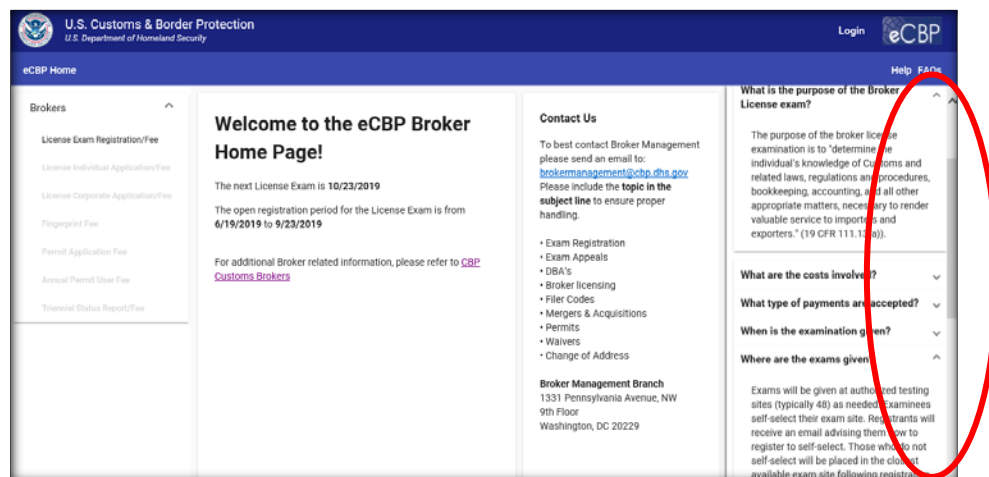 U.S. Customs & Border Protection
U.S. Department of Homeland Security
Login
eCBP
eCBP Home
Help FAQs
Brokers
License Exam Registration/Fee
License Individual Application/Fee
License Corporate Application/Fee
Fingerprint Fee
Permit Application Fee
Annual Permit User Fee
Triennial Status Report/Fee
Welcome to the eCBP Broker
Home Page!
The next License Exam is 10/23/2019
The open registration period for the License Exam is from
6/19/2019 to 9/23/2019
For additional Broker related information, please refer to CBP
Customs Brokers
Contact Us
To best contact Broker Management
please send an email to:
brokermanagement@cbp.dhs.gov
Please include the topic in the
subject line to ensure proper
handling.
• Exam Registration
• Exam Appeals
• DBA's
• Broker licensing
• Filer Codes
• Mergers & Acquisitions
• Permits
• Waivers
• Change of Address
Broker Management Branch
1331 Pennsylvania Avenue, NW
9th Floor
Washington, DC 20229
What is the purpose of the Broker
License exam?
The purpose of the broker license
examination is to "determine the
individual's knowledge of Customs and
related laws, regulations and procedures,
bookkeeping, accounting, and all other
appropriate matters, necessary to render
valuable service to importers and
exporters." (19 CFR 111.13(a)).
What are the costs involved?
What type of payments are accepted?
When is the examination given?
Where are the exams given?
Exams will be given at authorized testing
sites (typically 48) as needed. Examinees
self-select their exam site. Registrants will
receive an email advising them how to
register to self-select. Those who do not
self-select will be placed in the closest
available exam site following registration